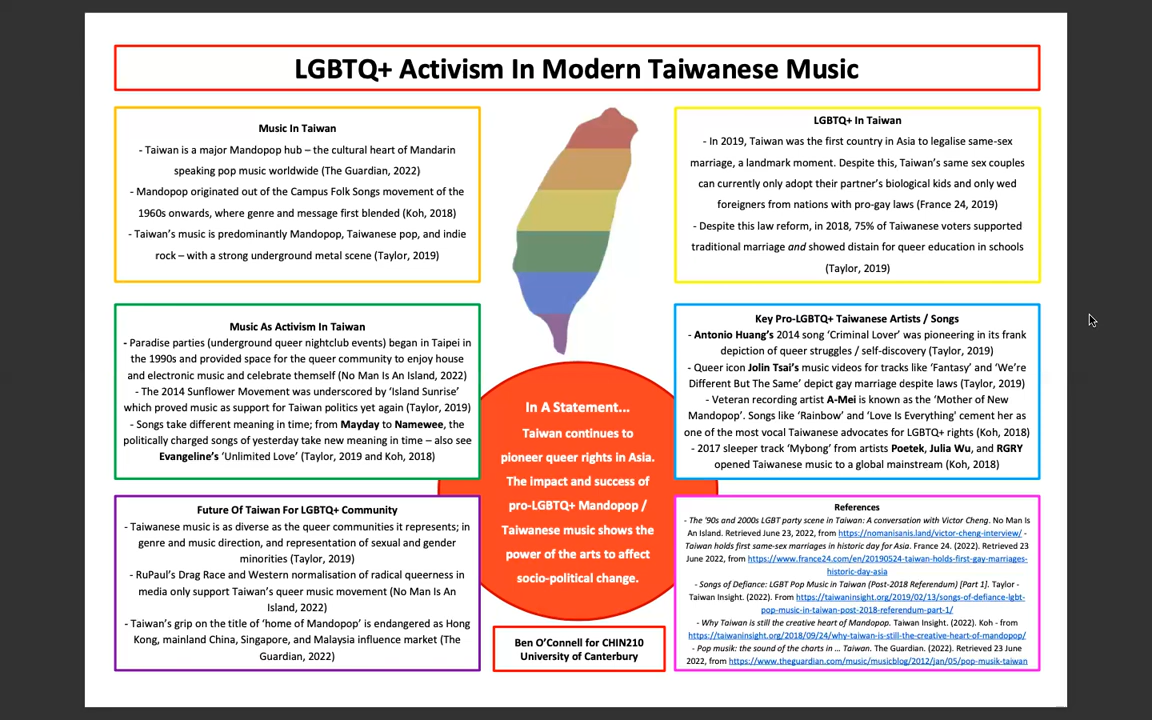 LGBTQ+ Activism In Modern Taiwanese Music
Music In Taiwan
- Taiwan is a major Mandopop hub – the cultural heart of Mandarin
speaking pop music worldwide (The Guardian, 2022)
- Mandopop originated out of the Campus Folk Songs movement of the
1960s onwards, where genre and message first blended (Koh, 2018)
- Taiwan's music is predominantly Mandopop, Taiwanese pop, and indie
rock – with a strong underground metal scene (Taylor, 2019)
LGBTQ+ In Taiwan
- In 2019, Taiwan was the first country in Asia to legalise same-sex
marriage, a landmark moment. Despite this, Taiwan's same sex couples
can currently only adopt their partner's biological kids and only wed
foreigners from nations with pro-gay laws (France 24, 2019)
- Despite this law reform, in 2018, 75% of Taiwanese voters supported
traditional marriage and showed distain for queer education in schools
(Taylor, 2019)
Music As Activism In Taiwan
- Paradise parties (underground queer nightclub events) began in Taipei in
the 1990s and provided space for the queer community to enjoy house
and electronic music and celebrate themself (No Man Is An Island, 2022)
- The 2014 Sunflower Movement was underscored by 'Island Sunrise'
which proved music as support for Taiwan politics yet again (Taylor, 2019)
- Songs take different meaning in time; from Mayday to Namewee, the
politically charged songs of yesterday take new meaning in time – also see
Evangeline's 'Unlimited Love' (Taylor, 2019 and Koh, 2018)
Key Pro-LGBTQ+ Taiwanese Artists / Songs
- Antonio Huang's 2014 song 'Criminal Lover' was pioneering in its frank
depiction of queer struggles / self-discovery (Taylor, 2019)
- Queer icon Jolin Tsai's music videos for tracks like 'Fantasy' and 'We're
Different But The Same' depict gay marriage despite laws (Taylor, 2019)
- Veteran recording artist A-Mei is known as the 'Mother of New
Mandopop'. Songs like 'Rainbow' and 'Love Is Everything' cement her as
one of the most vocal Taiwanese advocates for LGBTQ+ rights (Koh, 2018)
- 2017 sleeper track 'Mybong' from artists Poetek, Julia Wu, and RGRY
opened Taiwanese music to a global mainstream (Koh, 2018)
In A Statement...
Taiwan continues to
pioneer queer rights in Asia.
The impact and success of
pro-LGBTQ+ Mandopop /
Taiwanese music shows the
power of the arts to affect
socio-political change.
Future Of Taiwan For LGBTQ+ Community
- Taiwanese music is as diverse as the queer communities it represents; in
genre and music direction, and representation of sexual and gender
minorities (Taylor, 2019)
- RuPaul's Drag Race and Western normalisation of radical queerness in
media only support Taiwan's queer music movement (No Man Is An
Island, 2022)
- Taiwan's grip on the title of 'home of Mandopop' is endangered as Hong
Kong, mainland China, Singapore, and Malaysia influence market (The
Guardian, 2022)
Ben O'Connell for CHIN210
University of Canterbury
References
- The '90s and 2000s LGBT party scene in Taiwan: A conversation with Victor Cheng. No Man Is
An Island. Retrieved June 23, 2022, from https://nomanisanis.land/victor-cheng-interview/ -
Taiwan holds first same-sex marriages in historic day for Asia. France 24. (2022). Retrieved 23
June 2022, from https://www.france24.com/en/20190524-taiwan-holds-first-gay-marriages-
historic-day-asia
- Songs of Defiance: LGBT Pop Music in Taiwan (Post-2018 Referendum) [Part 1]. Taylor -
Taiwan Insight. (2022). From https://taiwaninsight.org/2019/02/13/songs-of-defiance-lgbt-
pop-music-in-taiwan-post-2018-referendum-part-1/
- Why Taiwan is still the creative heart of Mandopop. Taiwan Insight. (2022). Koh - from
https://taiwaninsight.org/2018/09/24/why-taiwan-is-still-the-creative-heart-of-mandopop/
- Pop musik: the sound of the charts in ... Taiwan. The Guardian. (2022). Retrieved 23 June
2022, from https://www.theguardian.com/music/musicblog/2012/jan/05/pop-musik-taiwan